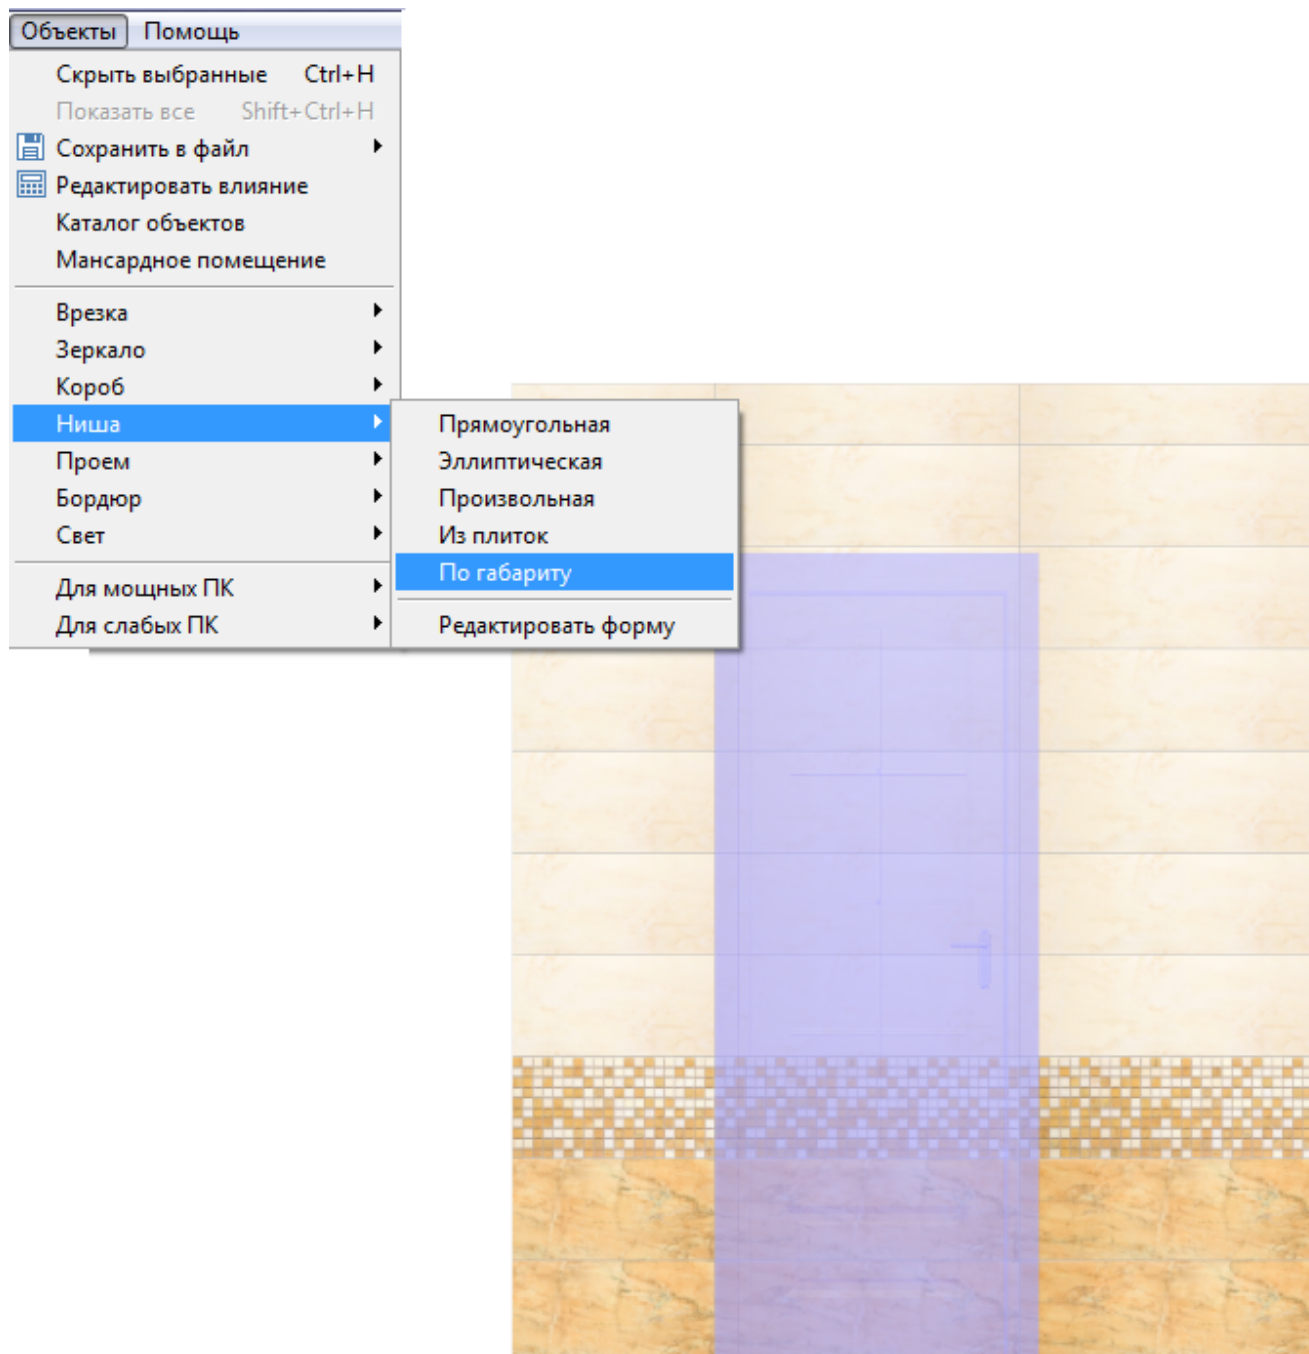 Объекты Помощь
Скрыть выбранные Ctrl+H
Показать все Shift+Ctrl+H
Сохранить в файл
Редактировать влияние
Каталог объектов
Мансардное помещение
Врезка
Зеркало
Короб
Ниша
Проем
Бордюр
Свет
Для мощных ПК
Для слабых ПК
Прямоугольная
Эллиптическая
Произвольная
Из плиток
По габариту
Редактировать форму